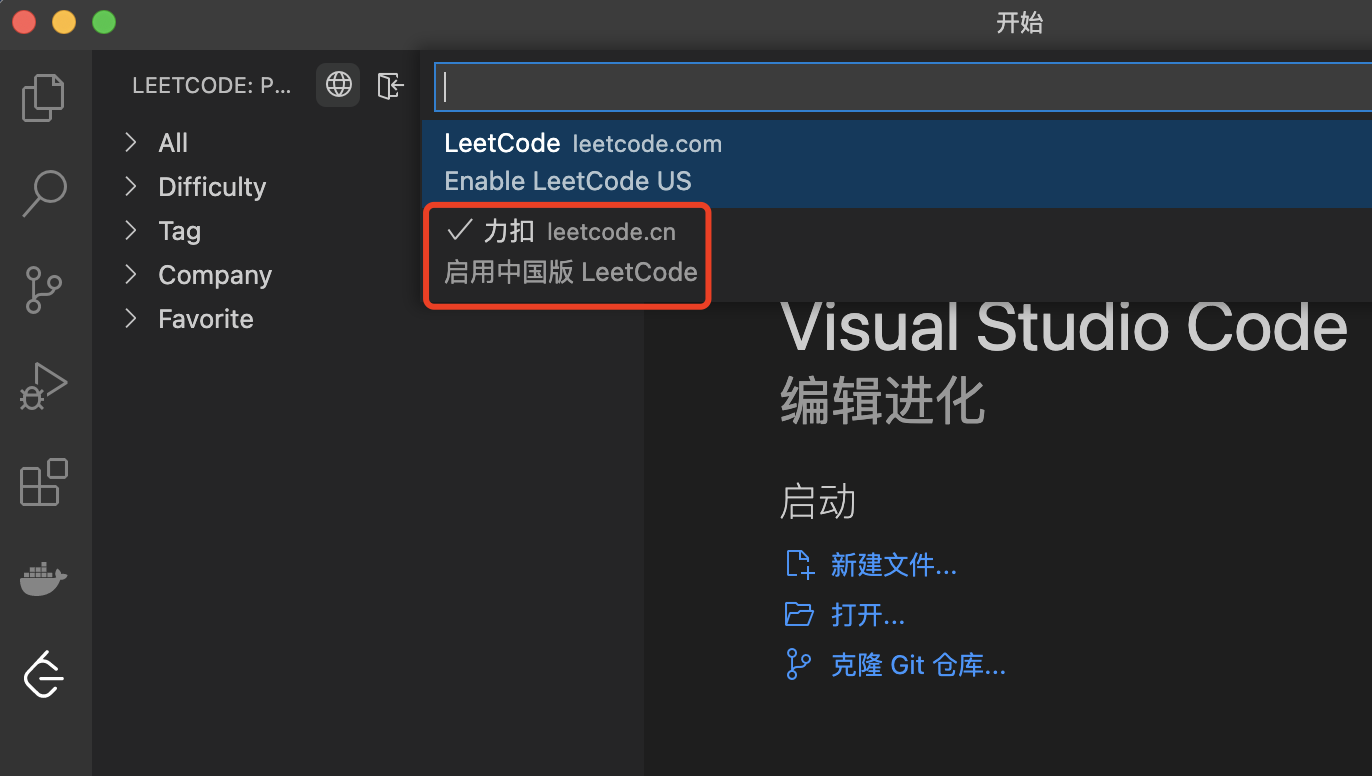 开始
LEETCODE: P...
All
Difficulty
Tag
Company
Favorite
LeetCode leetcode.com
Enable LeetCode US
力扣 leetcode.cn
启用中国版 LeetCode
Visual Studio Code
编辑进化
启动
新建文件...
打开...
克隆 Git 仓库...